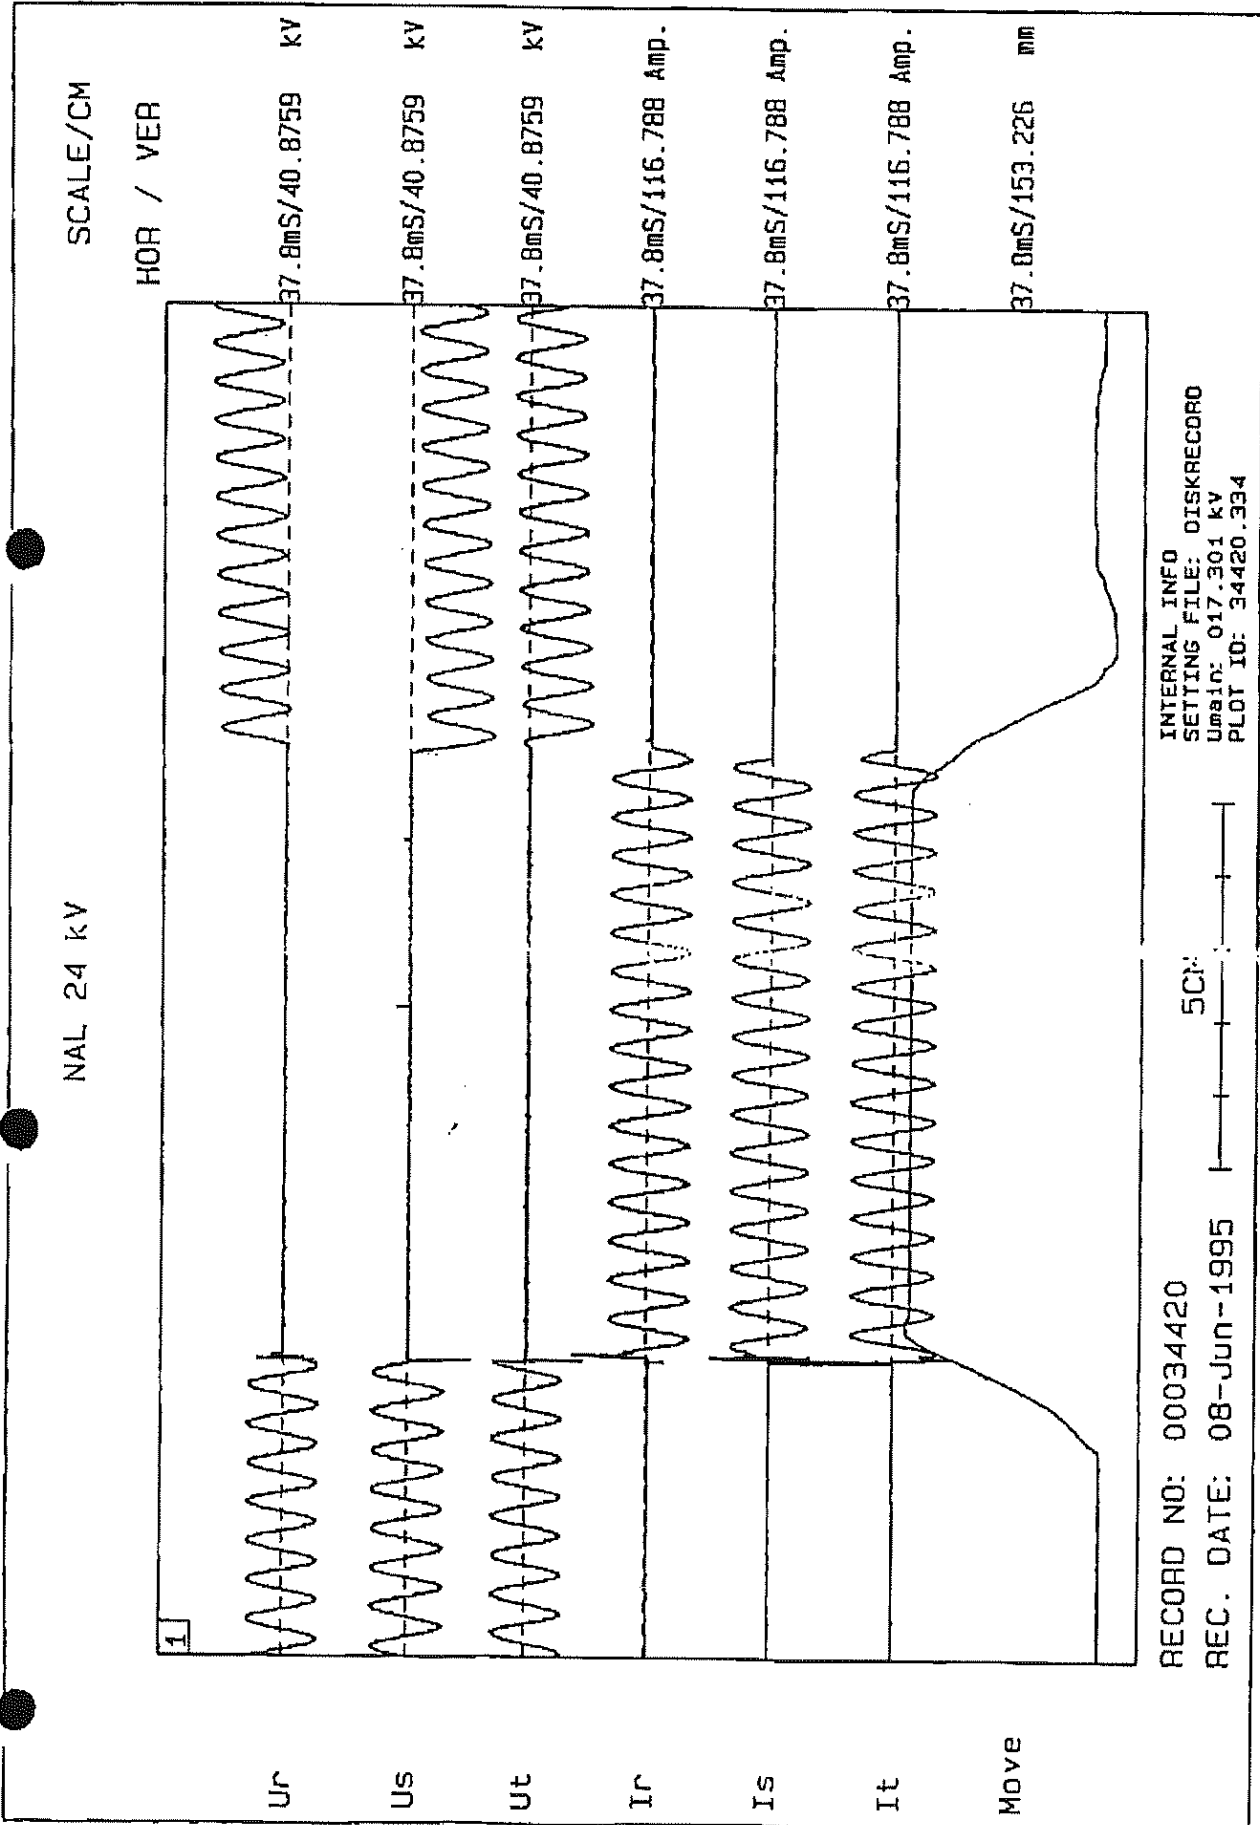 NAL 24 kV
SCALE/CM
HOR / VER
1
Ur
37.8mS/40.8759 kV
Us
37.8mS/40.8759 kV
Ut
37.8mS/40.8759 kV
Ir
37.8mS/116.788 Amp.
Is
37.8mS/116.788 Amp.
It
37.8mS/116.788 Amp.
Move
37.8mS/153.226 mm
RECORD NO: 00034420
REC. DATE: 08-Jun-1995
5CM
INTERNAL INFO
SETTING FILE: DISKRECORD
Umain: 017.301 kV
PLOT ID: 34420.334